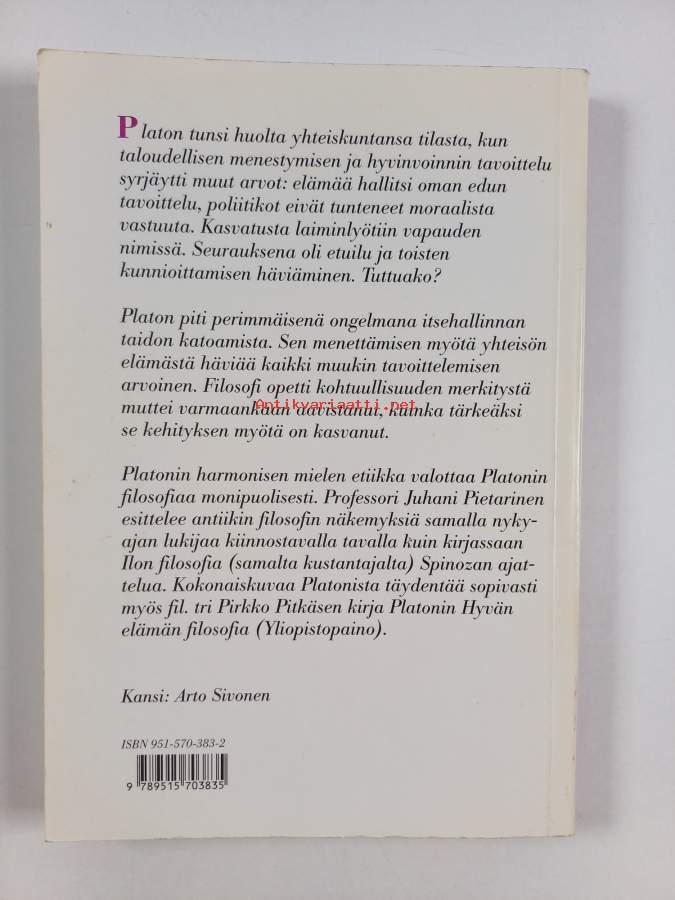 Platon tunsi huolta yhteiskuntansa tilasta, kun
taloudellisen menestymisen ja hyvinvoinnin tavoittelu
syrjäytti muut arvot: elämää hallitsi oman edun
tavoittelu, poliitikot eivät tunteneet moraalista
vastuuta. Kasvatusta laiminlyötiin vapauden
nimissä. Seurauksena oli etuilu ja toisten
kunnioittamisen häviäminen. Tuttuako?
Platon piti perimmäisenä ongelmana itsehallinnan
taidon katoamista. Sen menettämisen myötä yhteisön
elämästä häviää kaikki muukin tavoittelemisen
arvoinen. Filosofi opetti kohtuullisuuden merkitystä
Antikvariaatti.net
muttei varmaankaan aavistanut, kuinka tärkeäksi
se kehityksen myötä on kasvanut.
Platonin harmonisen mielen etiikka valottaa Platonin
filosofiaa monipuolisesti. Professori Juhani Pietarinen
esittelee antiikin filosofin näkemyksiä samalla nyky-
ajan lukijaa kiinnostavalla tavalla kuin kirjassaan
Ilon filosofia (samalta kustantajalta) Spinozan ajat-
telua. Kokonaiskuvaa Platonista täydentää sopivasti
myös fil. tri Pirkko Pitkäsen kirja Platonin Hyvän
elämän filosofia (Yliopistopaino).
Kansi: Arto Sivonen
ISBN 951-570-383-2
9 789515 703835